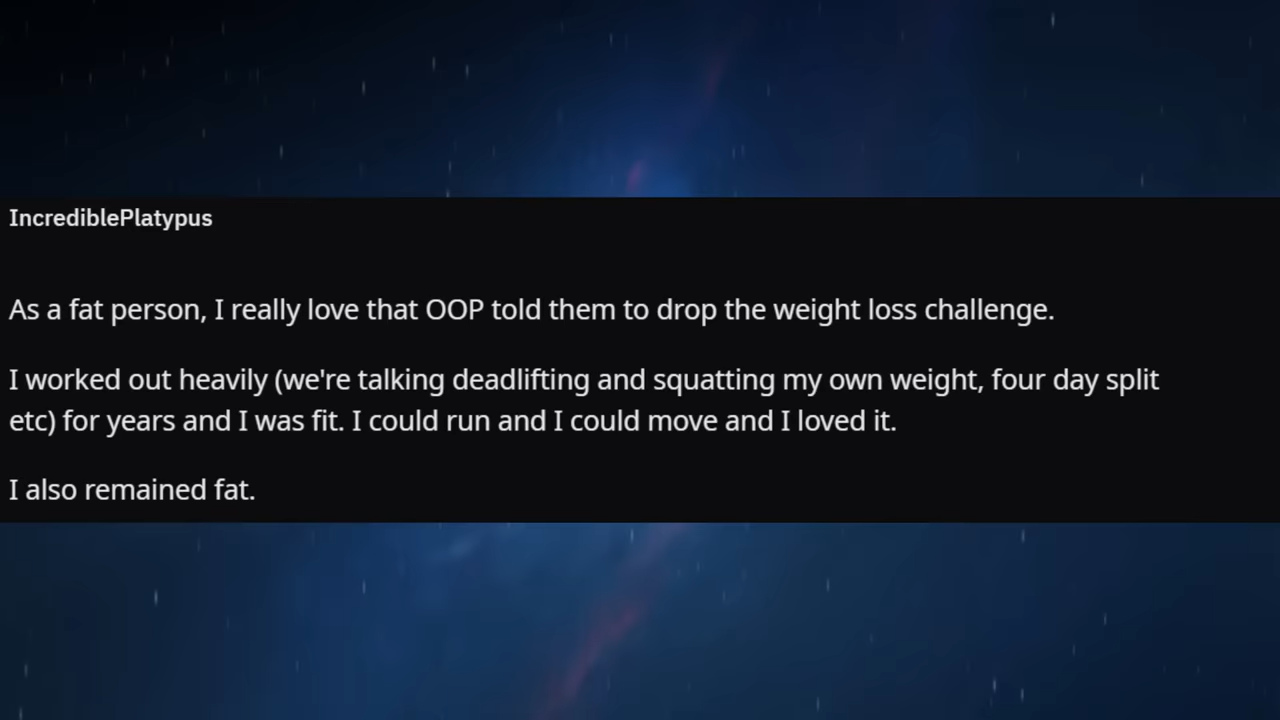 IncrediblePlatypus
As a fat person, I really love that OOP told them to drop the weight loss challenge.
I worked out heavily (we're talking deadlifting and squatting my own weight, four day split
etc) for years and I was fit. I could run and I could move and I loved it.
I also remained fat.